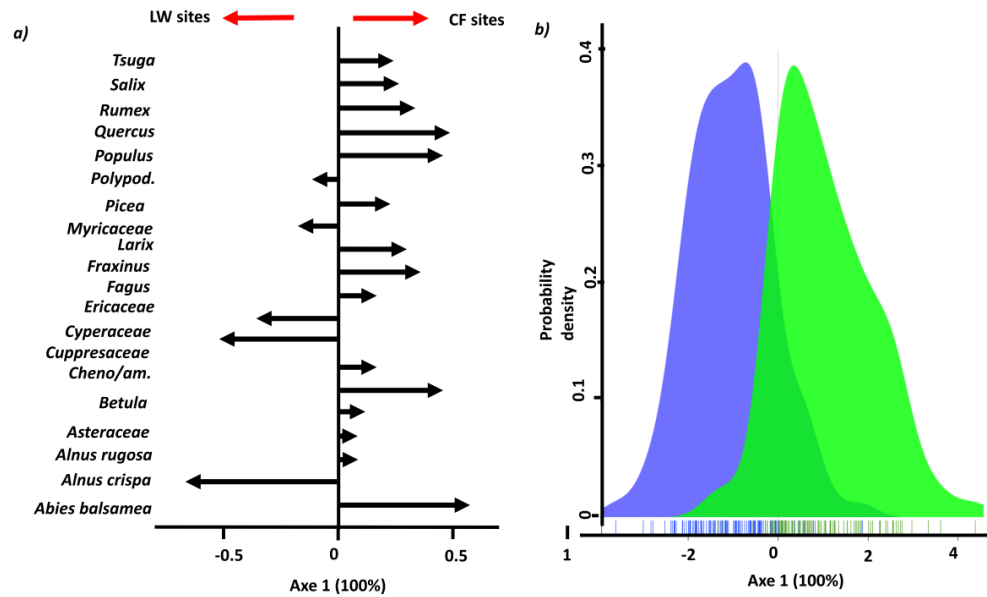 LW sites
CF sites
a)
Tsuga
Salix
Rumex
Quercus
Populus
Polypod.
Picea
Myricaceae
Larix
Fraxinus
Fagus
Ericaceae
Cyperaceae
Cuppresaceae
Cheno/am.
Betula
Asteraceae
Alnus rugosa
Alnus crispa
Abies balsamea
-0.5 0 0.5
Axe 1 (100%)
b)
0.4
0.3
0.2
0.1
0
Probability
density
1
-2 0 2 4
Axe 1 (100%)